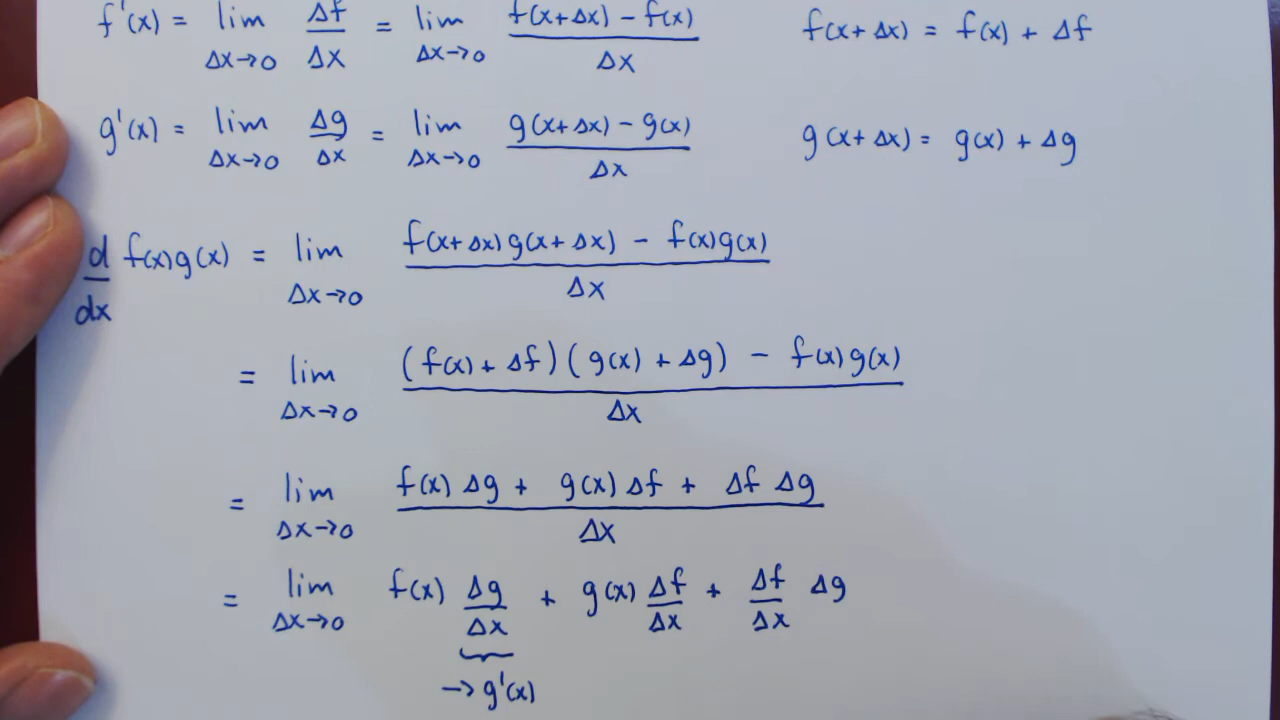 f'(x) = lim Δx→0 Δf/Δx = lim Δx→0 f(x+Δx) − f(x)/Δx f(x+Δx) = f(x) + Δf
g'(x) = lim Δx→0 Δg/Δx = lim Δx→0 g(x+Δx) − g(x)/Δx g(x+Δx) = g(x) + Δg
d/dx f(x)g(x) = lim Δx→0 f(x+Δx)g(x+Δx) − f(x)g(x)/Δx
= lim Δx→0 (f(x) + Δf)(g(x) + Δg) − f(x)g(x)/Δx
= lim Δx→0 f(x) Δg + g(x) Δf + Δf Δg/Δx
= lim Δx→0 f(x) Δg/Δx + g(x) Δf/Δx + Δf/Δx Δg
→ g'(x)